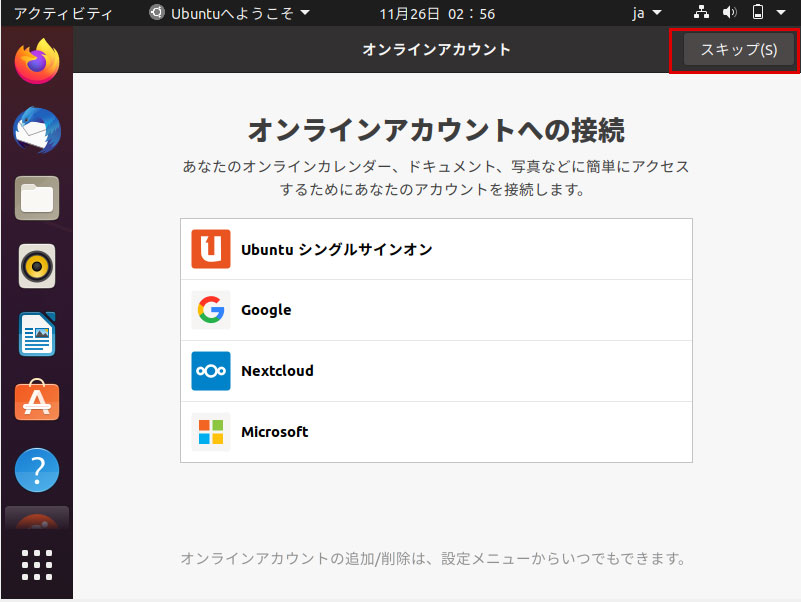 アクティビティ
Ubuntuへようこそ
11月26日 02：56
ja
オンラインアカウント
スキップ(S)
オンラインアカウントへの接続
あなたのオンラインカレンダー、ドキュメント、写真などに簡単にアクセス
するためにあなたのアカウントを接続します。
Ubuntu シングルサインオン
Google
Nextcloud
Microsoft
オンラインアカウントの追加/削除は、設定メニューからいつでもできます。